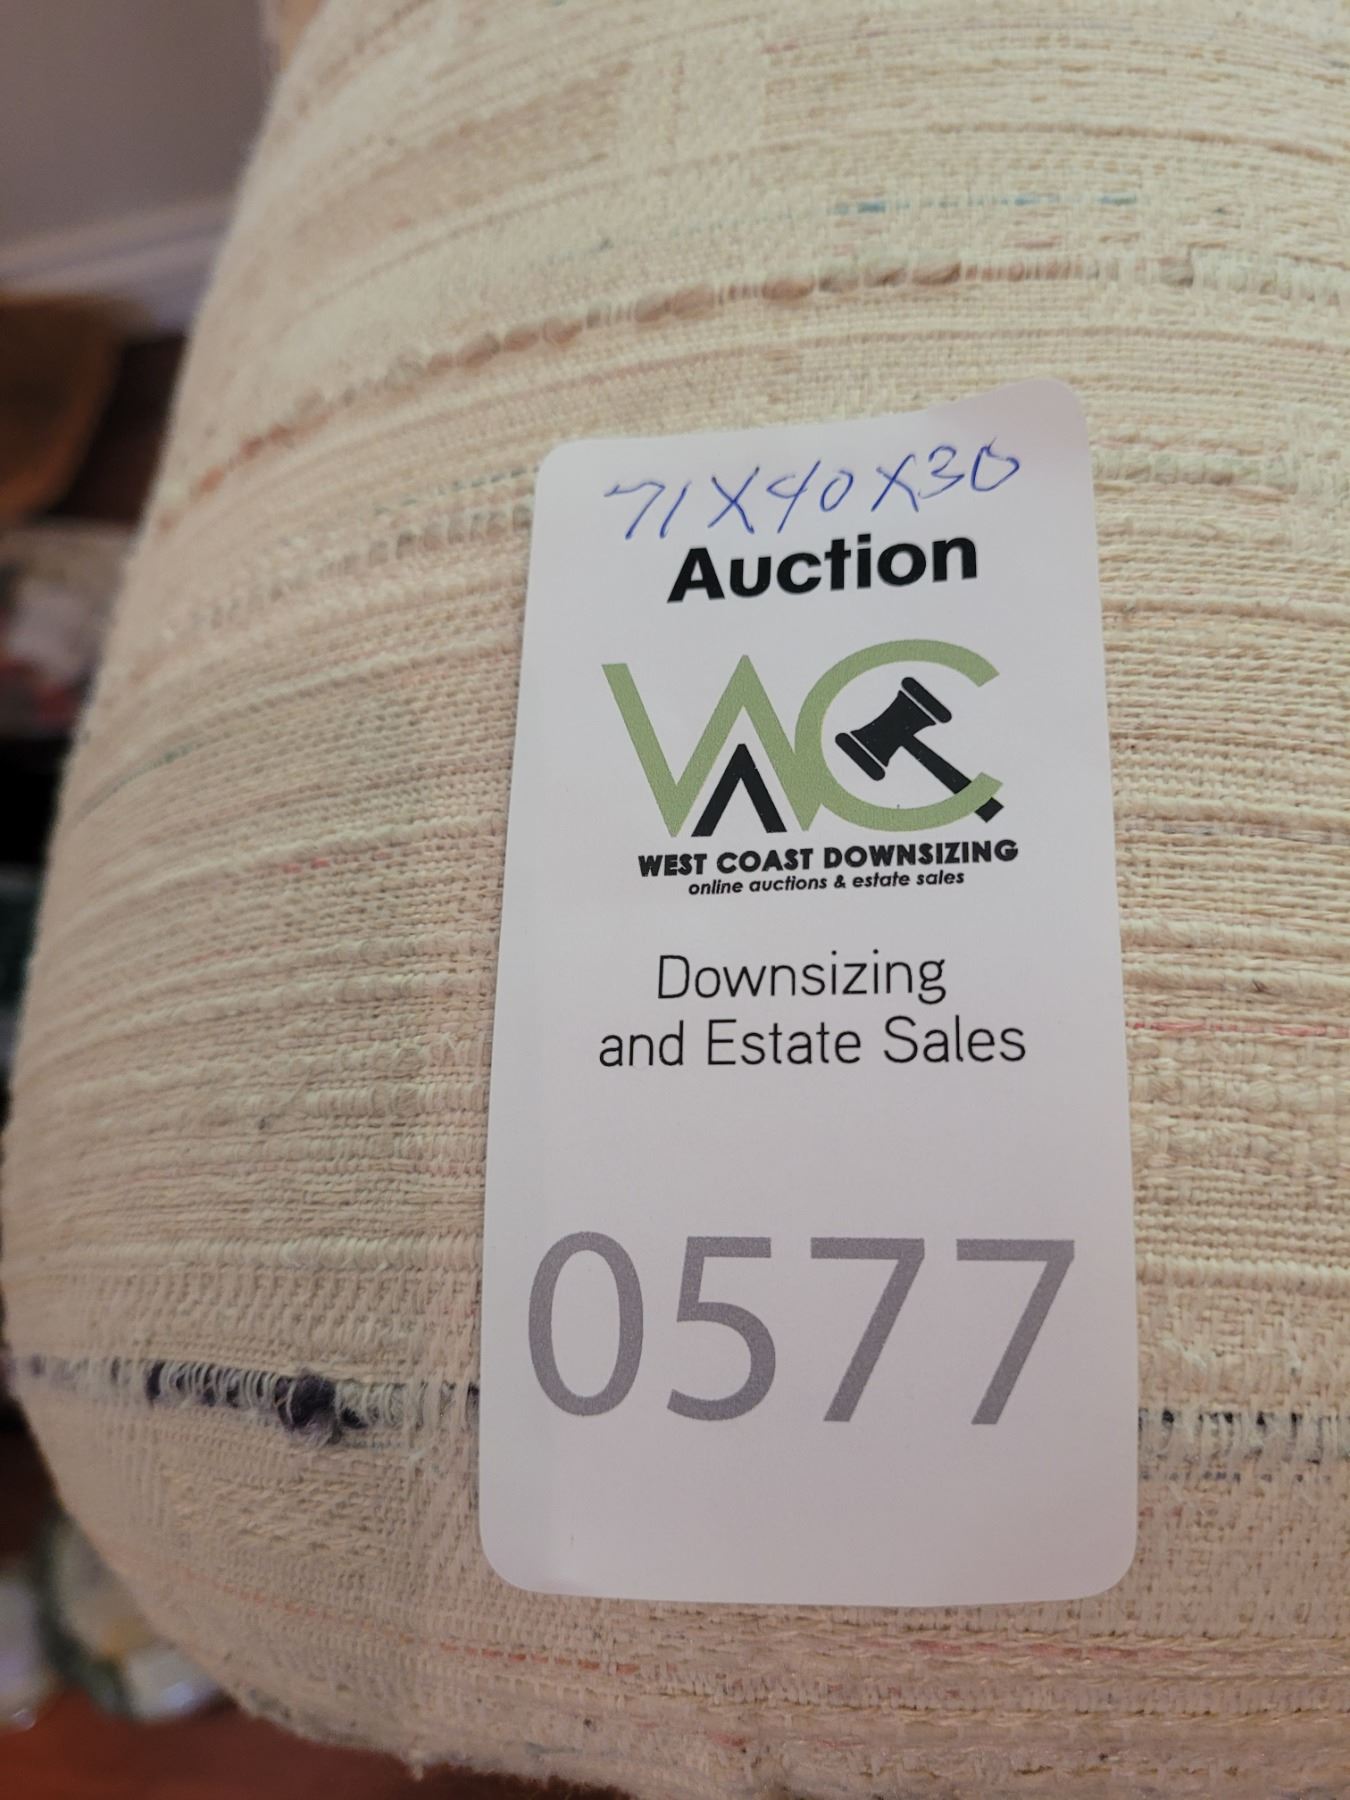 71X40X30
Auction
WC
WEST COAST DOWNSIZING
online auctions & estate sales
Downsizing
and Estate Sales
0577